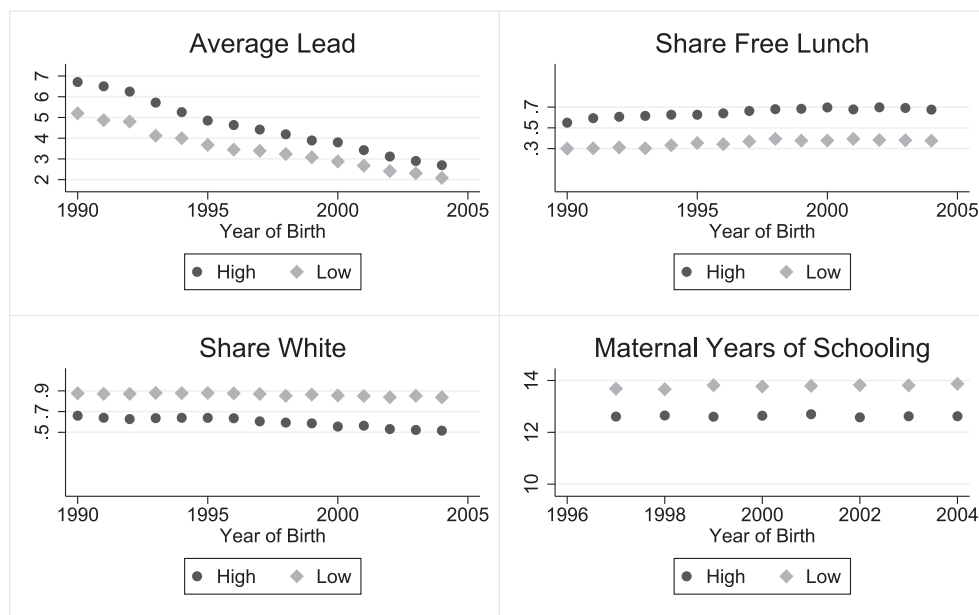 Average Lead
7
6
5
4
3
2
1990 1995 2000 2005
Year of Birth
High Low
Share Free Lunch
.7
.5
.3
1990 1995 2000 2005
Year of Birth
High Low
Share White
.9
.7
.5
1990 1995 2000 2005
Year of Birth
High Low
Maternal Years of Schooling
14
12
10
1996 1998 2000 2002 2004
Year of Birth
High Low